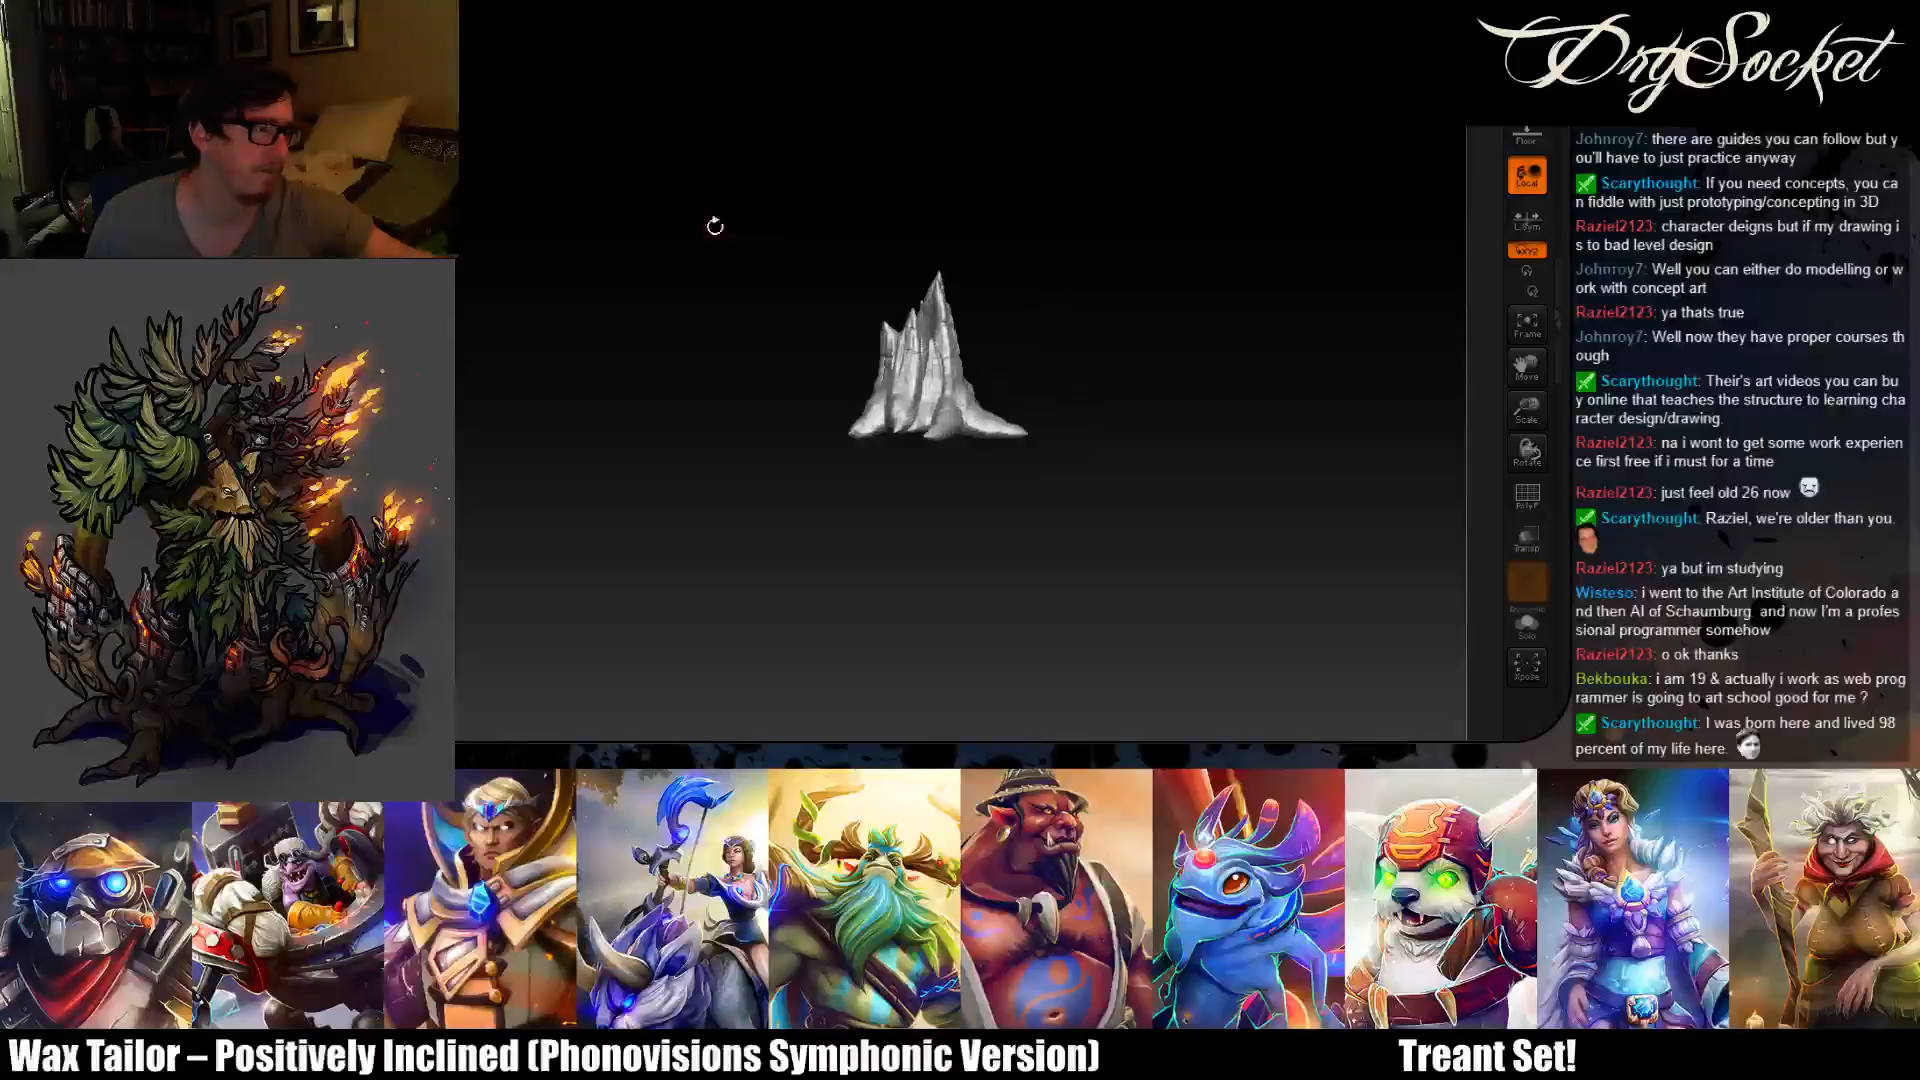 DrySocket
Johnroy7: there are guides you can follow but y
ou'll have to just practice anyway
Scarythought: If you need concepts, you ca
n fiddle with just prototyping/concepting in 3D
Raziel2123: character deigns but if my drawing i
s to bad level design
Johnroy7: Well you can either do modelling or w
ork with concept art
Raziel2123: ya thats true
Johnroy7: Well now they have proper courses th
ough
Scarythought: Their's art videos you can bu
y online that teaches the structure to learning cha
racter design/drawing.
Raziel2123: na i wont to get some work experien
ce first free if i must for a time
Raziel2123: just feel old 26 now
Scarythought: Raziel, we're older than you.
Raziel2123: ya but im studying
Wisteso: i went to the Art Institute of Colorado a
nd then AI of Schaumburg, and now I'm a profes
sional programmer somehow
Raziel2123: o ok thanks
Bekbouka: i am 19 & actually i work as web prog
rammer is going to art school good for me ?
Scarythought: I was born here and lived 98
percent of my life here.
Floor
Local
L.Sym
XYZ
Frame
Move
Scale
Rotate
PolyF
Transp
Dynamic
Solo
Xpose
Wax Tailor – Positively Inclined (Phonovisions Symphonic Version)
Treant Set!